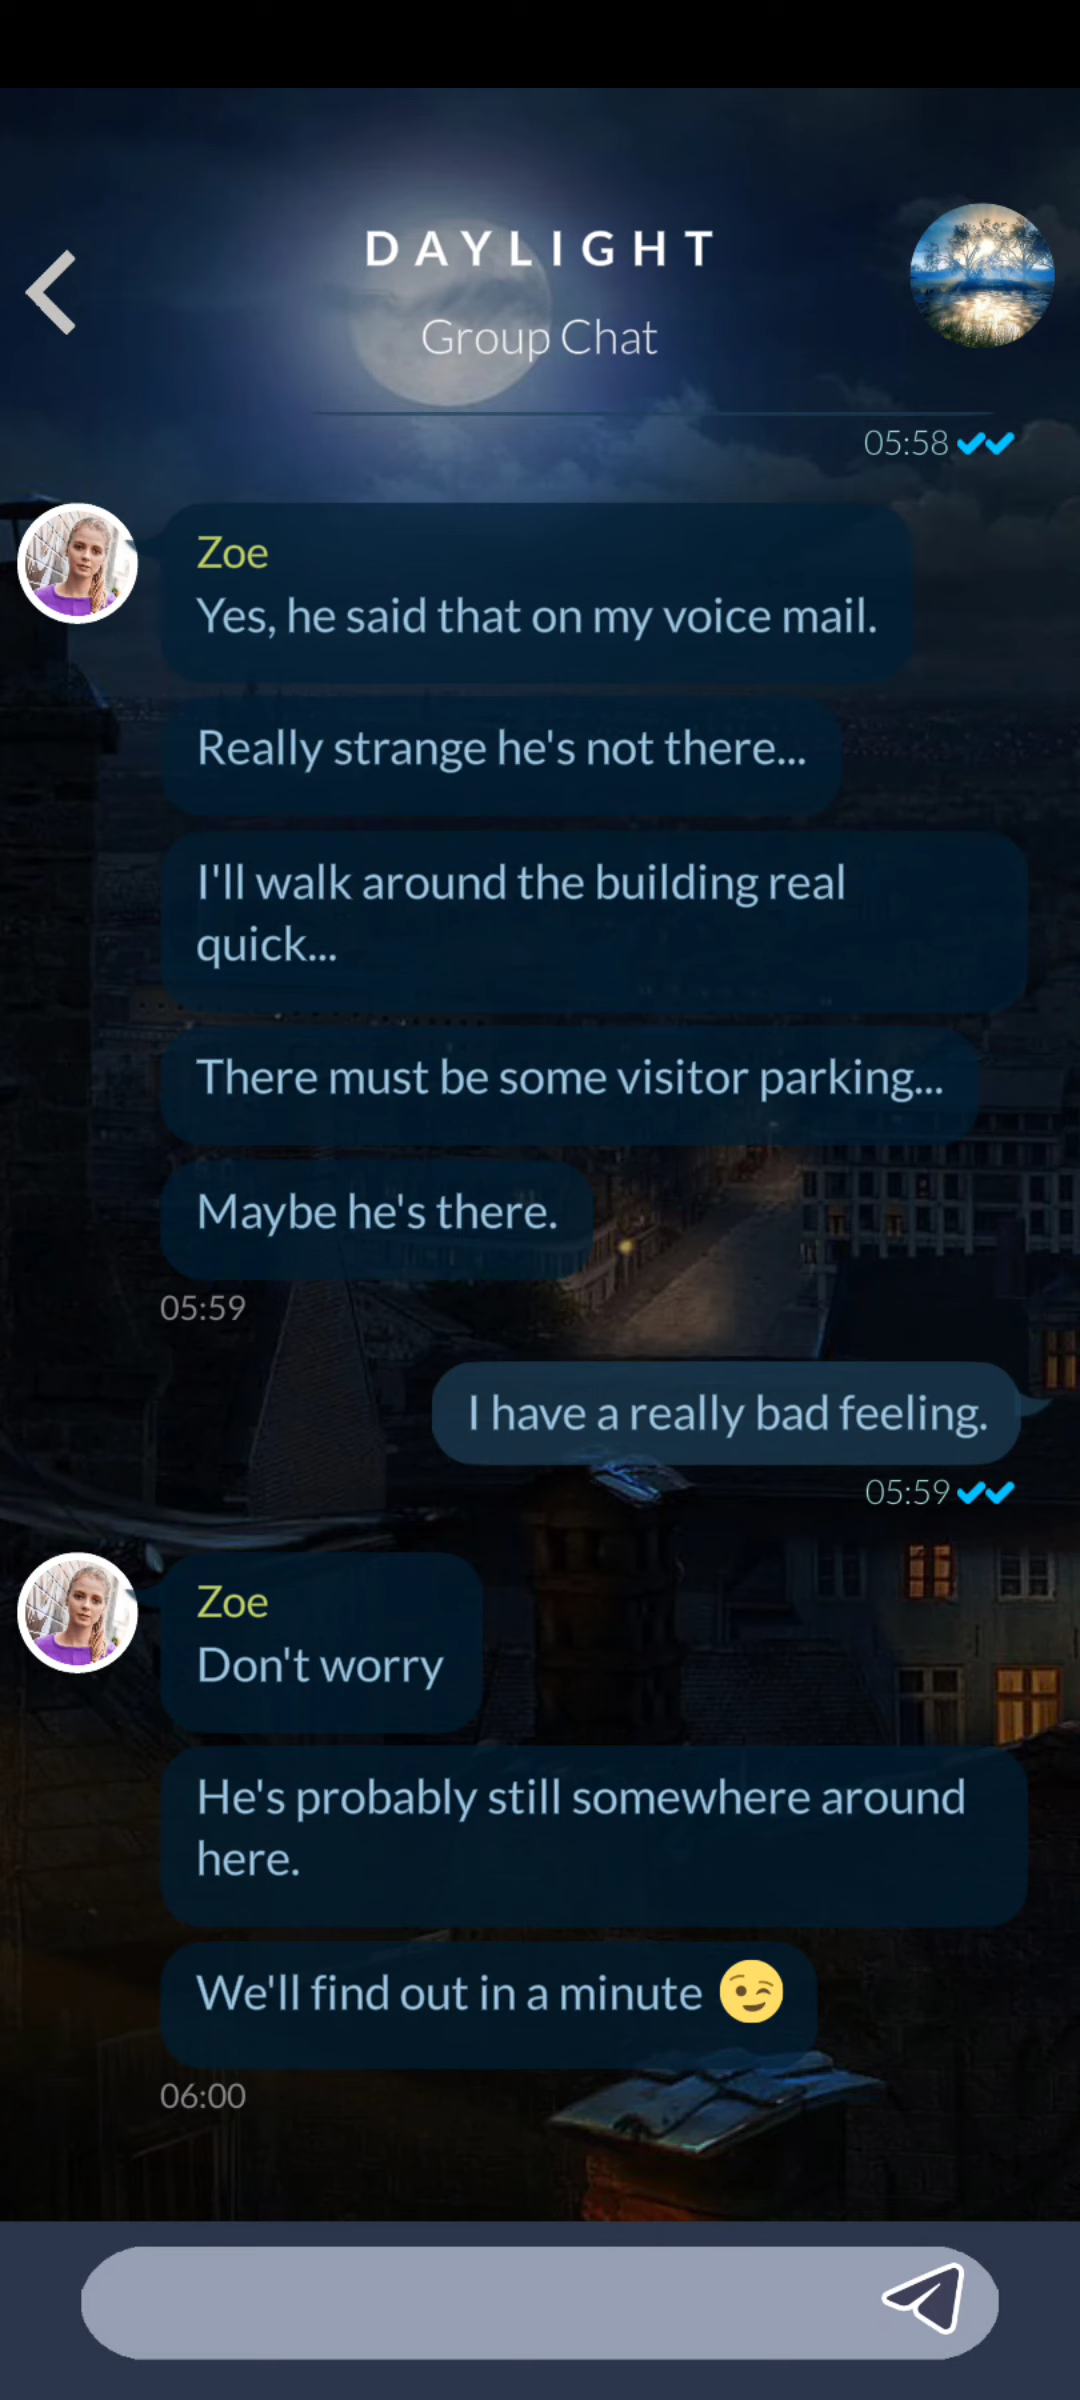 DAYLIGHT
Group Chat
05:58
Zoe
Yes, he said that on my voice mail.
Really strange he's not there...
I'll walk around the building real
quick...
There must be some visitor parking...
Maybe he's there.
05:59
I have a really bad feeling.
05:59
Zoe
Don't worry
He's probably still somewhere around
here.
We'll find out in a minute 😉
06:00